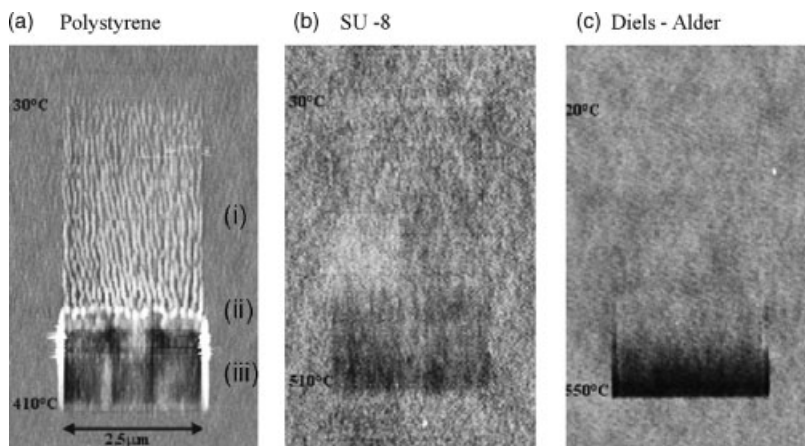 (a) Polystyrene
(b) SU -8
(c) Diels - Alder
30°C
(i)
(ii)
(iii)
410°C
2.5μm
30°C
510°C
20°C
550°C